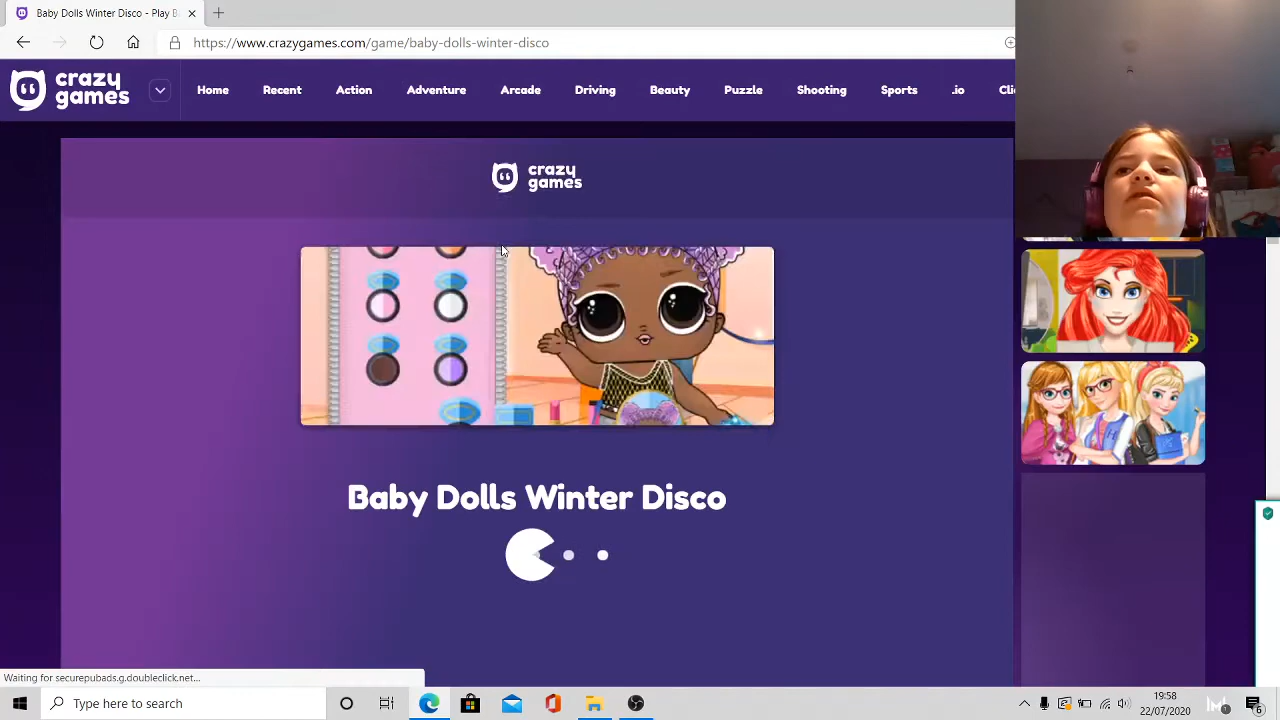 Baby Dolls Winter Disco - Play B
https://www.crazygames.com/game/baby-dolls-winter-disco
crazy
games
Home Recent Action Adventure Arcade Driving Beauty Puzzle Shooting Sports .io Cli
crazy
games
Baby Dolls Winter Disco
Waiting for securepubads.g.doubleclick.net...
Type here to search
19:58
22/07/2020
6